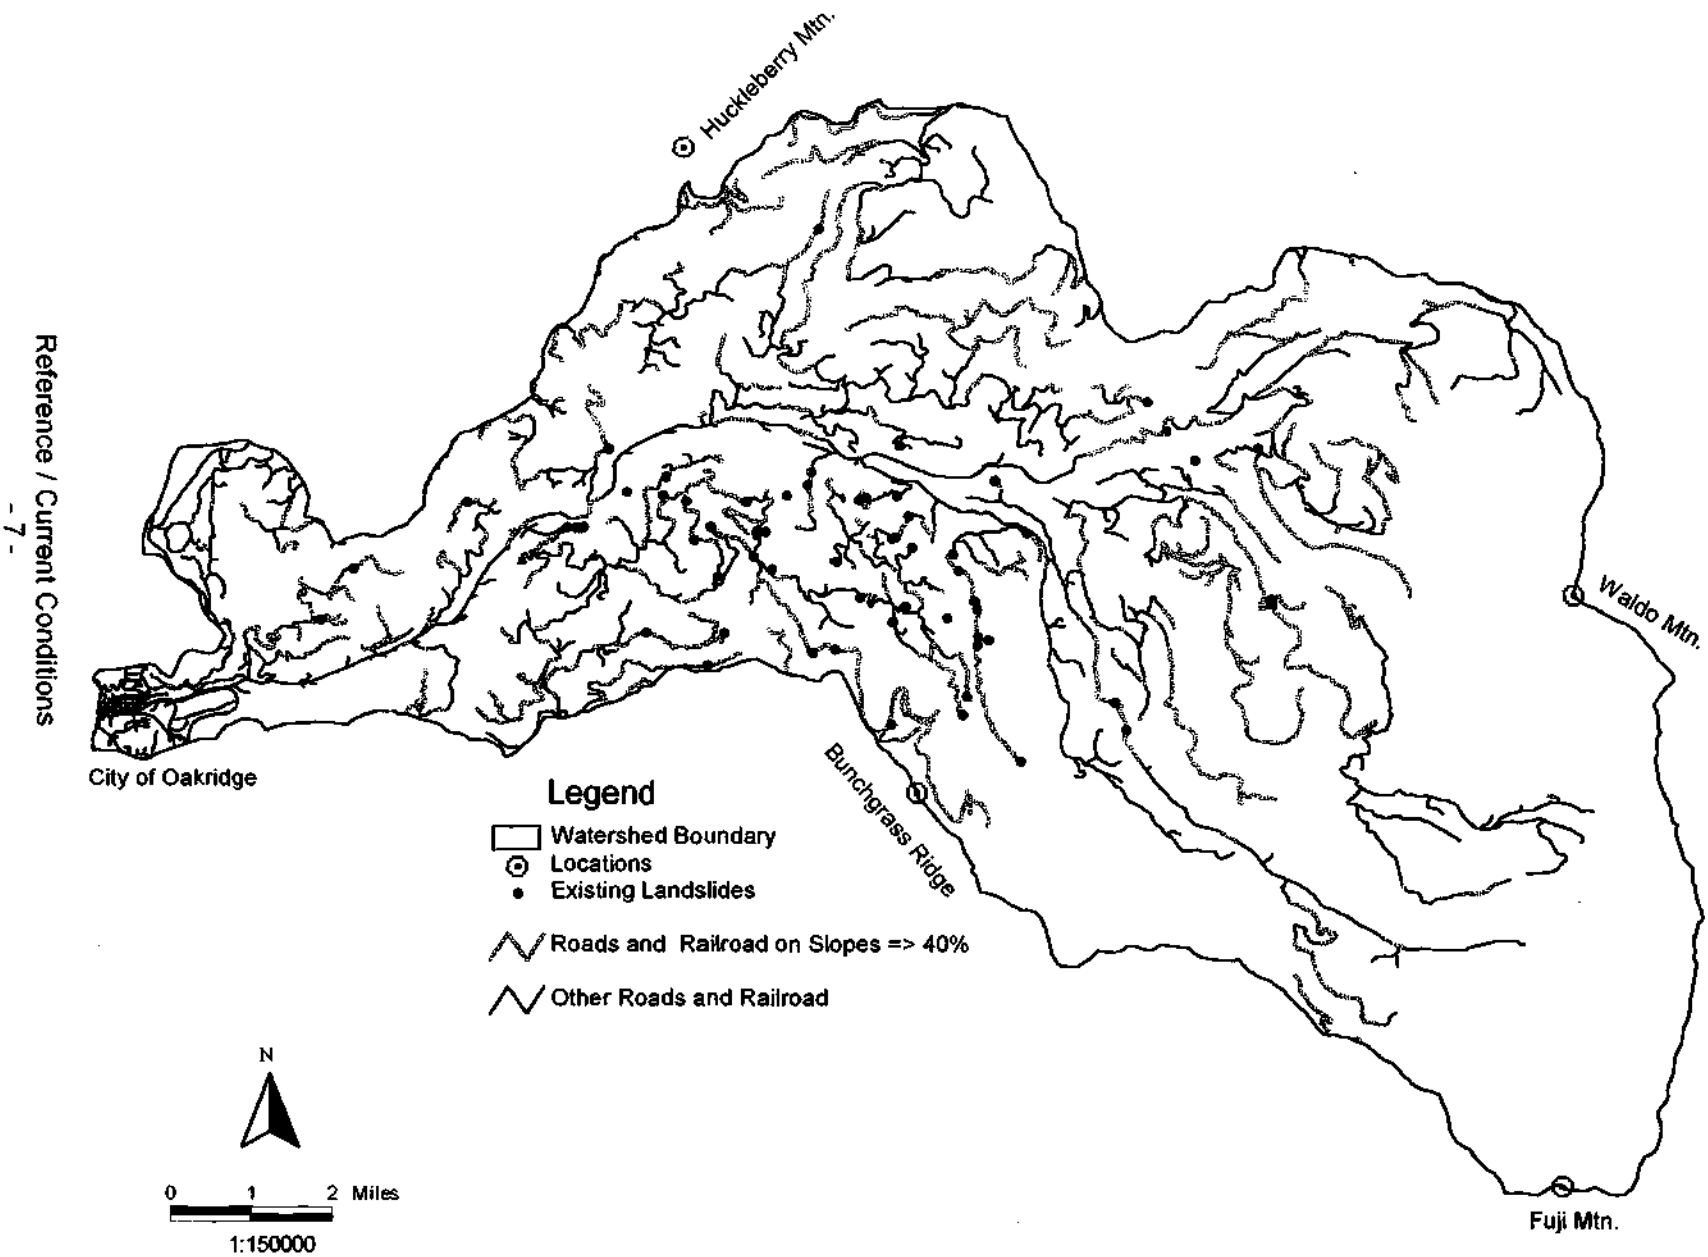 Huckleberry Mtn.
Reference / Current Conditions
- 7 -
Waldo Mtn.
City of Oakridge
Bunchgrass Ridge
Legend
Watershed Boundary
Locations
Existing Landslides
Roads and Railroad on Slopes => 40%
Other Roads and Railroad
N
0 1 2 Miles
1:150000
Fuji Mtn.